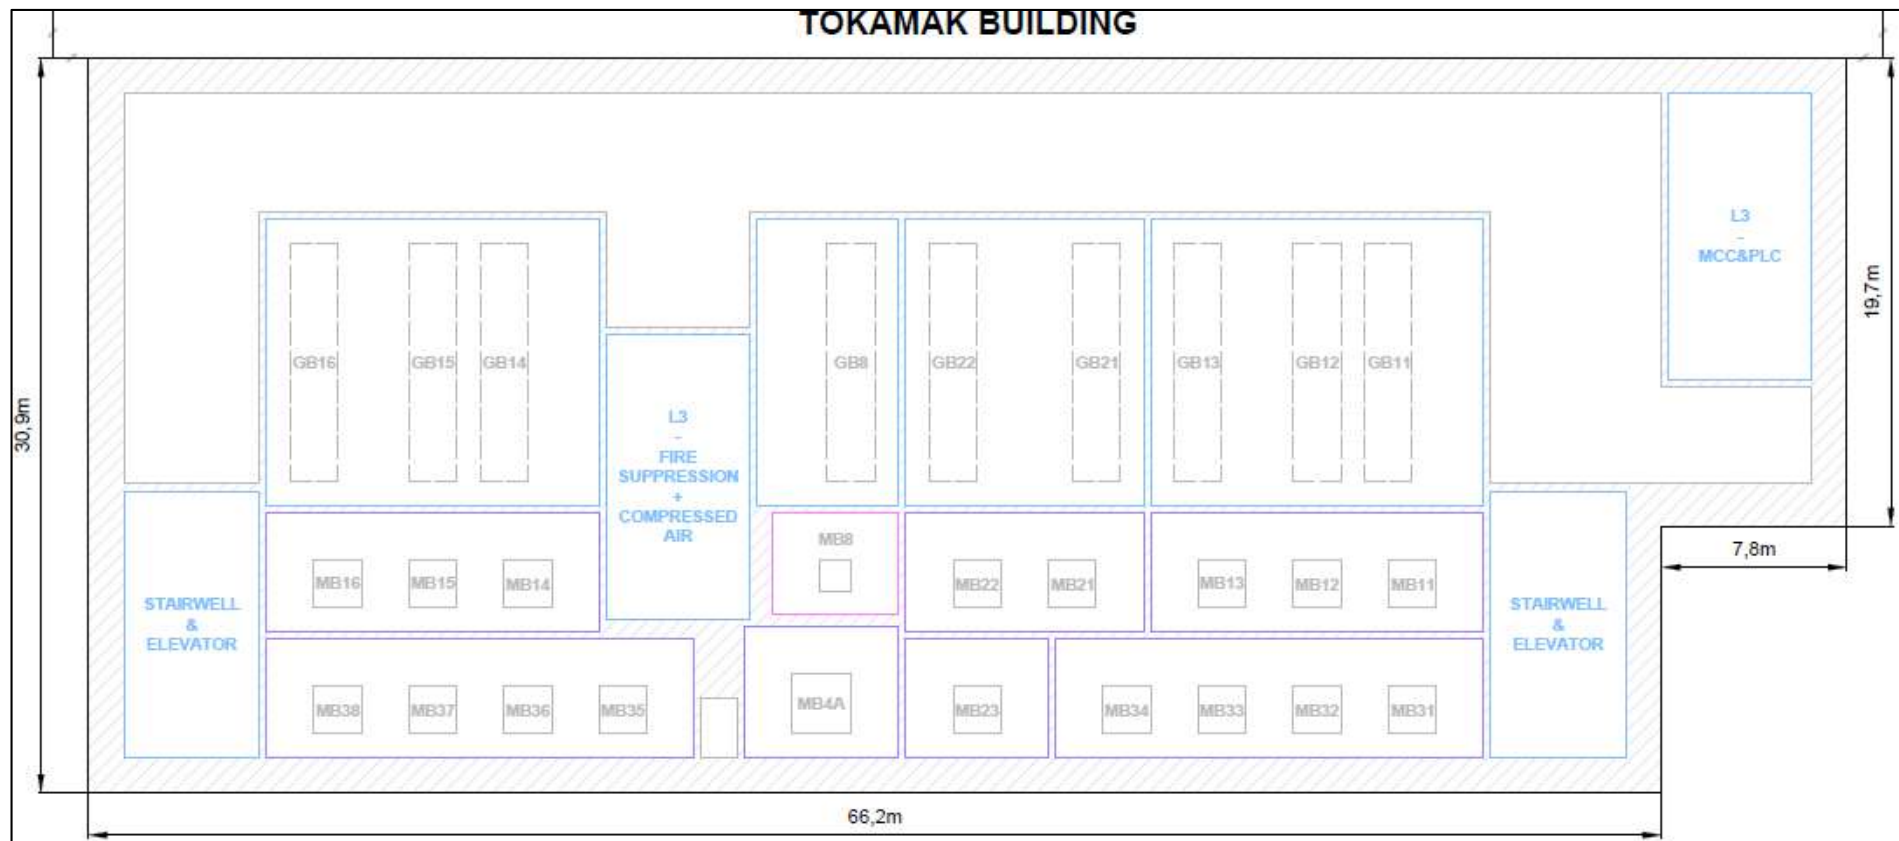 TOKAMAK BUILDING
L3
-
MCC&PLC
19,7m
30,9m
GB16
GB15
GB14
GB8
GB22
GB21
GB13
GB12
GB11
L3
-
FIRE
SUPPRESSION
+
COMPRESSED
AIR
7,8m
MB8
MB16
MB15
MB14
MB22
MB21
MB13
MB12
MB11
STAIRWELL
&
ELEVATOR
STAIRWELL
&
ELEVATOR
MB38
MB37
MB36
MB35
MB4A
MB23
MB34
MB33
MB32
MB31
66,2m